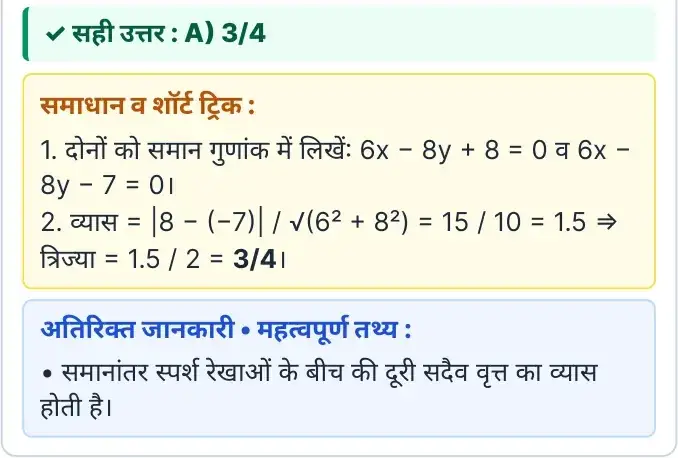 ✓ सही उत्तर : A) 3/4
समाधान व शॉर्ट ट्रिक :
1. दोनों को समान गुणांक में लिखें: 6x − 8y + 8 = 0 व 6x −
8y − 7 = 0।
2. व्यास = |8 − (−7)| / √(6² + 8²) = 15 / 10 = 1.5 ⇒
त्रिज्या = 1.5 / 2 = 3/4।
अतिरिक्त जानकारी • महत्वपूर्ण तथ्य :
• समानांतर स्पर्श रेखाओं के बीच की दूरी सदैव वृत्त का व्यास
होती है।